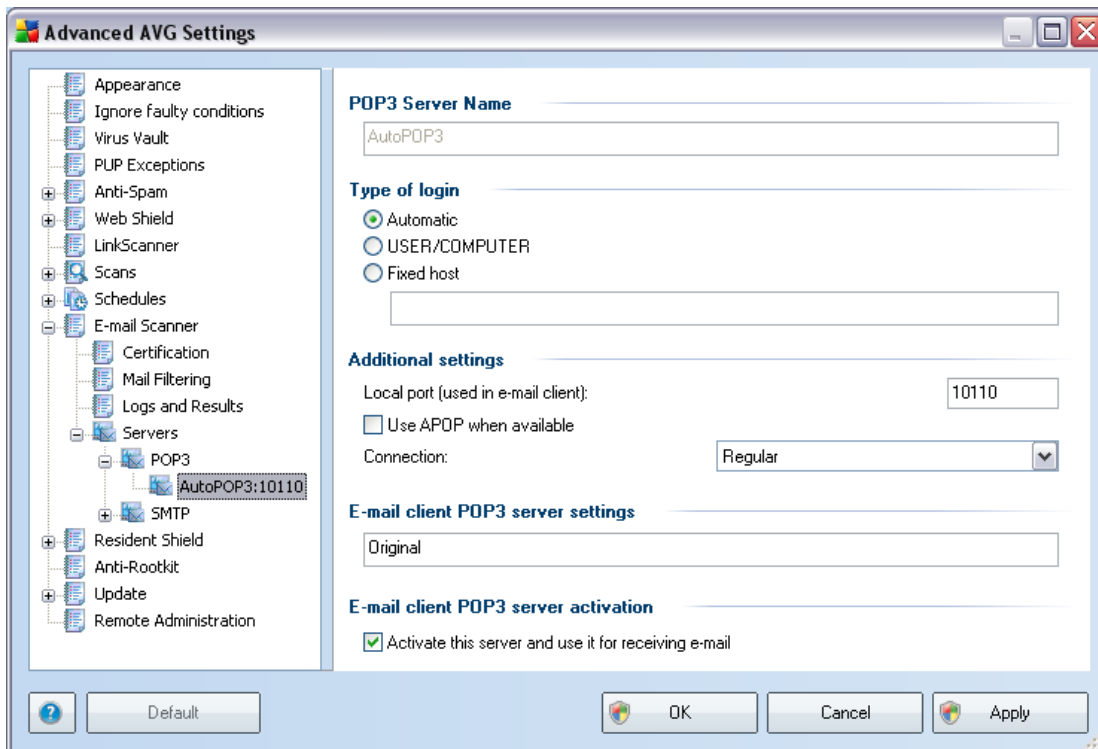 Advanced AVG Settings
Appearance
Ignore faulty conditions
Virus Vault
PUP Exceptions
Anti-Spam
Web Shield
LinkScanner
Scans
Schedules
E-mail Scanner
Certification
Mail Filtering
Logs and Results
Servers
POP3
AutoPOP3:10110
SMTP
Resident Shield
Anti-Rootkit
Update
Remote Administration
POP3 Server Name
AutoPOP3
Type of login
Automatic
USER/COMPUTER
Fixed host
Additional settings
Local port (used in e-mail client): 10110
Use APOP when available
Connection: Regular
E-mail client POP3 server settings
Original
E-mail client POP3 server activation
Activate this server and use it for receiving e-mail
? Default OK Cancel Apply